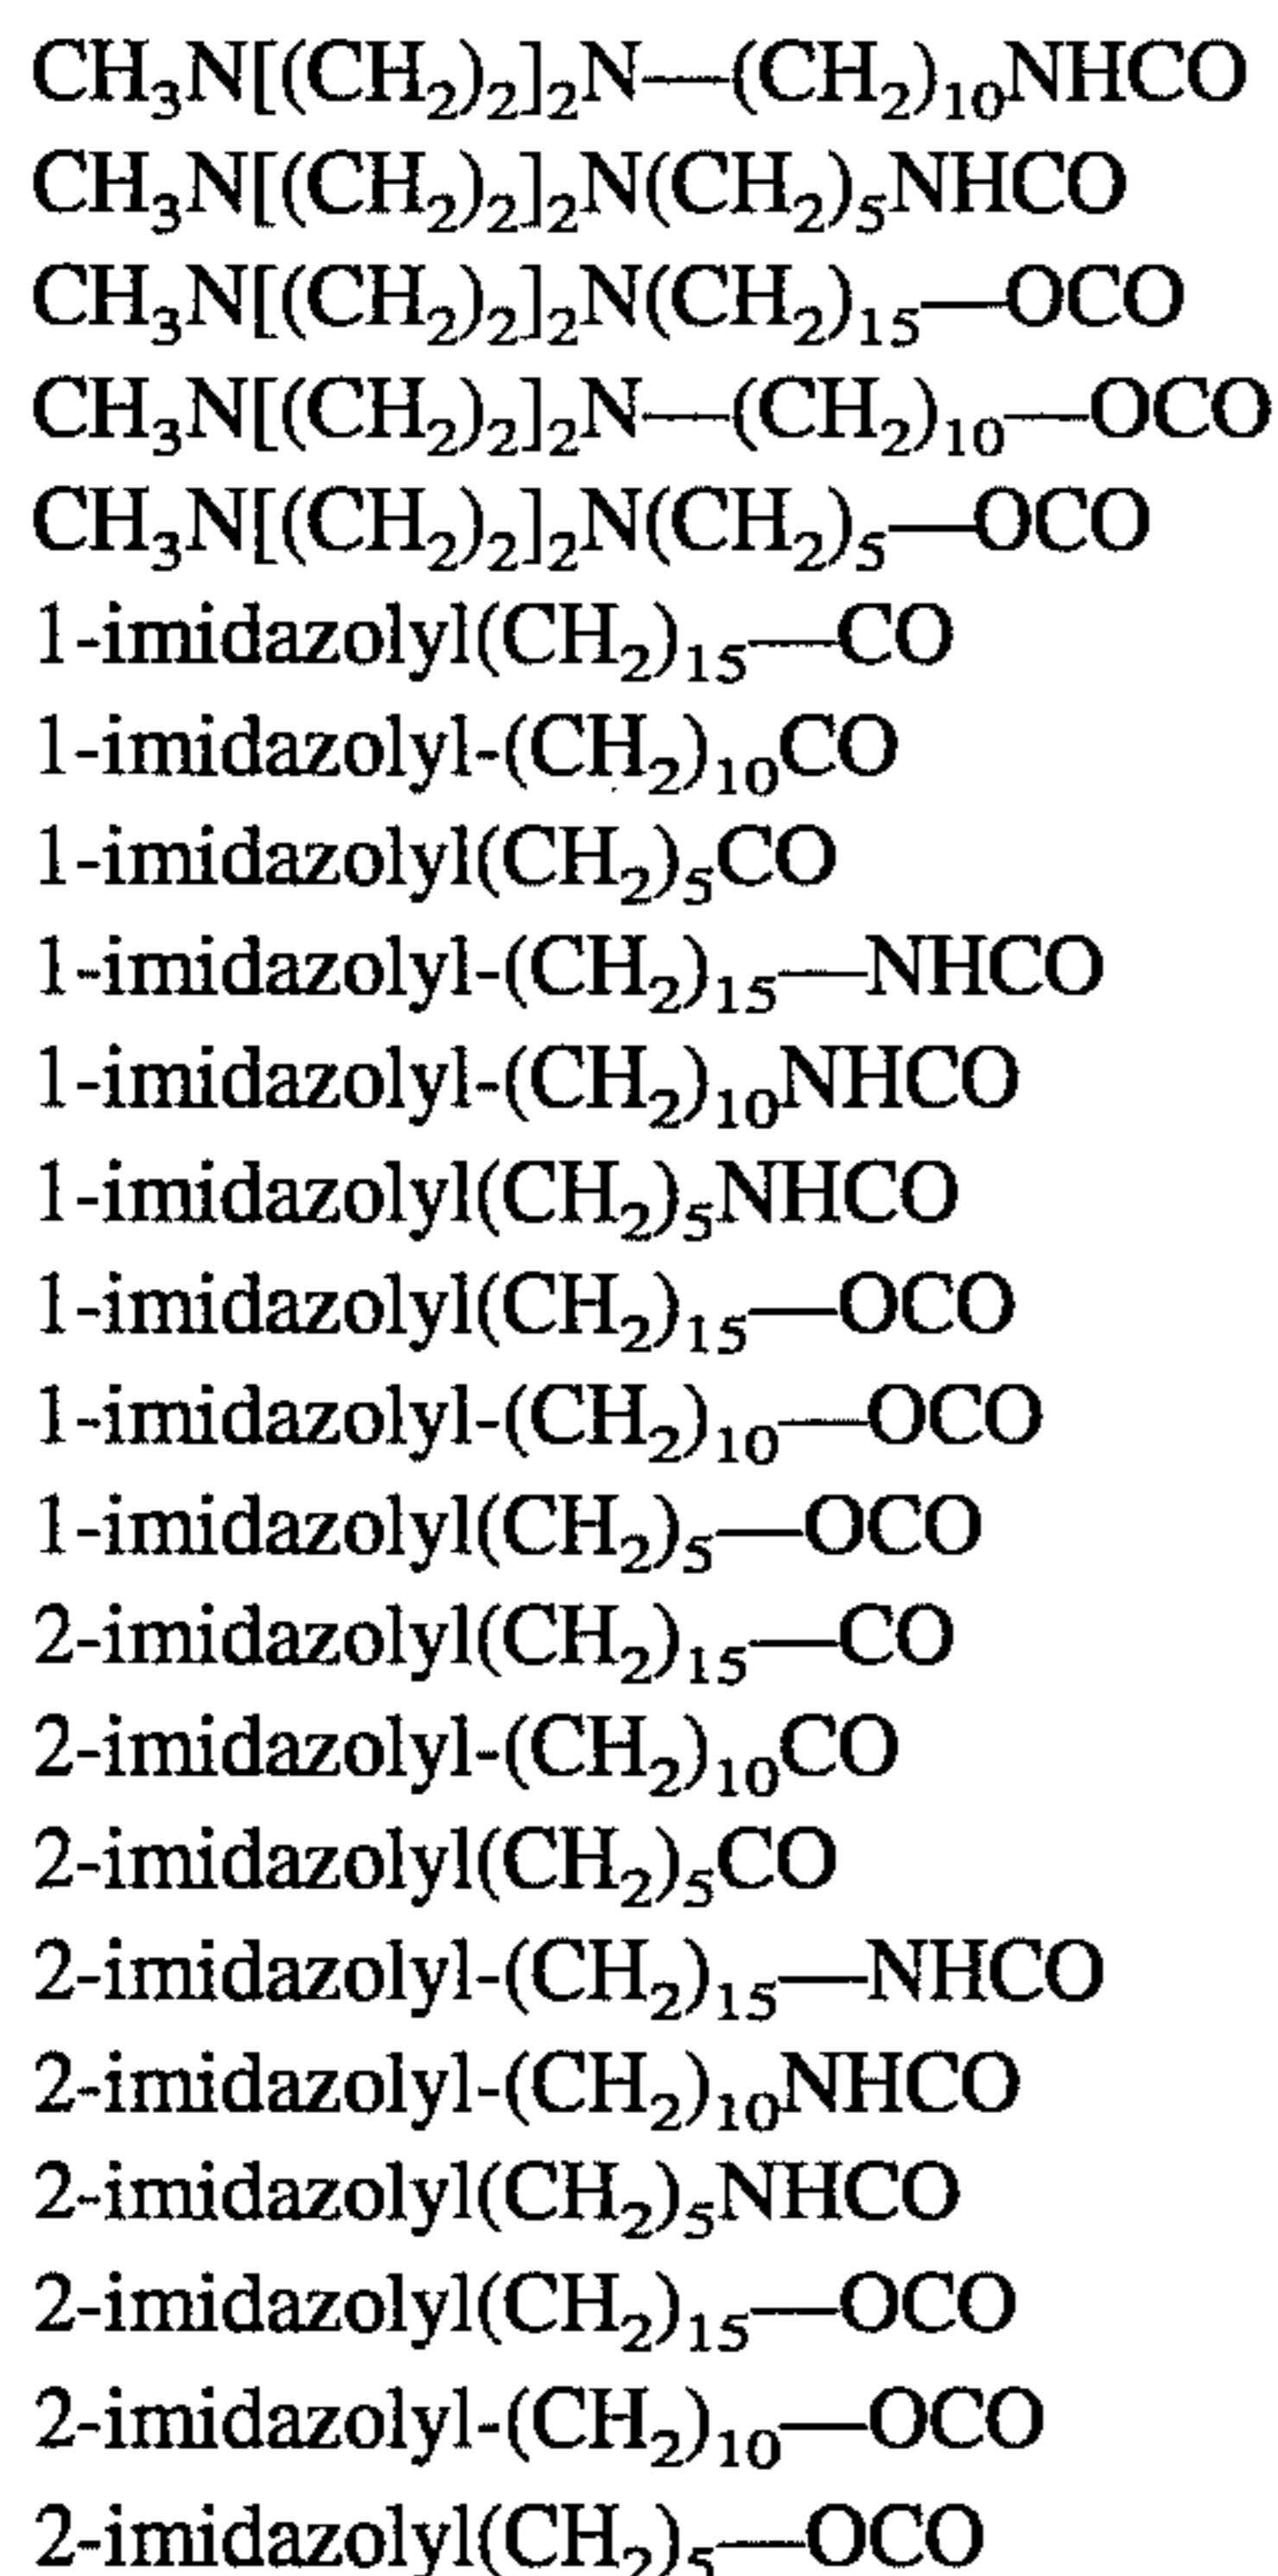 CH₃N[(CH₂)₂]₂N—(CH₂)₁₀NHCO
CH₃N[(CH₂)₂]₂N(CH₂)₅NHCO
CH₃N[(CH₂)₂]₂N(CH₂)₁₅—OCO
CH₃N[(CH₂)₂]₂N—(CH₂)₁₀—OCO
CH₃N[(CH₂)₂]₂N(CH₂)₅—OCO
1-imidazolyl(CH₂)₁₅—CO
1-imidazolyl-(CH₂)₁₀CO
1-imidazolyl(CH₂)₅CO
1-imidazolyl-(CH₂)₁₅—NHCO
1-imidazolyl-(CH₂)₁₀NHCO
1-imidazolyl(CH₂)₅NHCO
1-imidazolyl(CH₂)₁₅—OCO
1-imidazolyl-(CH₂)₁₀—OCO
1-imidazolyl(CH₂)₅—OCO
2-imidazolyl(CH₂)₁₅—CO
2-imidazolyl-(CH₂)₁₀CO
2-imidazolyl(CH₂)₅CO
2-imidazolyl-(CH₂)₁₅—NHCO
2-imidazolyl-(CH₂)₁₀NHCO
2-imidazolyl(CH₂)₅NHCO
2-imidazolyl(CH₂)₁₅—OCO
2-imidazolyl-(CH₂)₁₀—OCO
2-imidazolyl(CH₂)₅—OCO